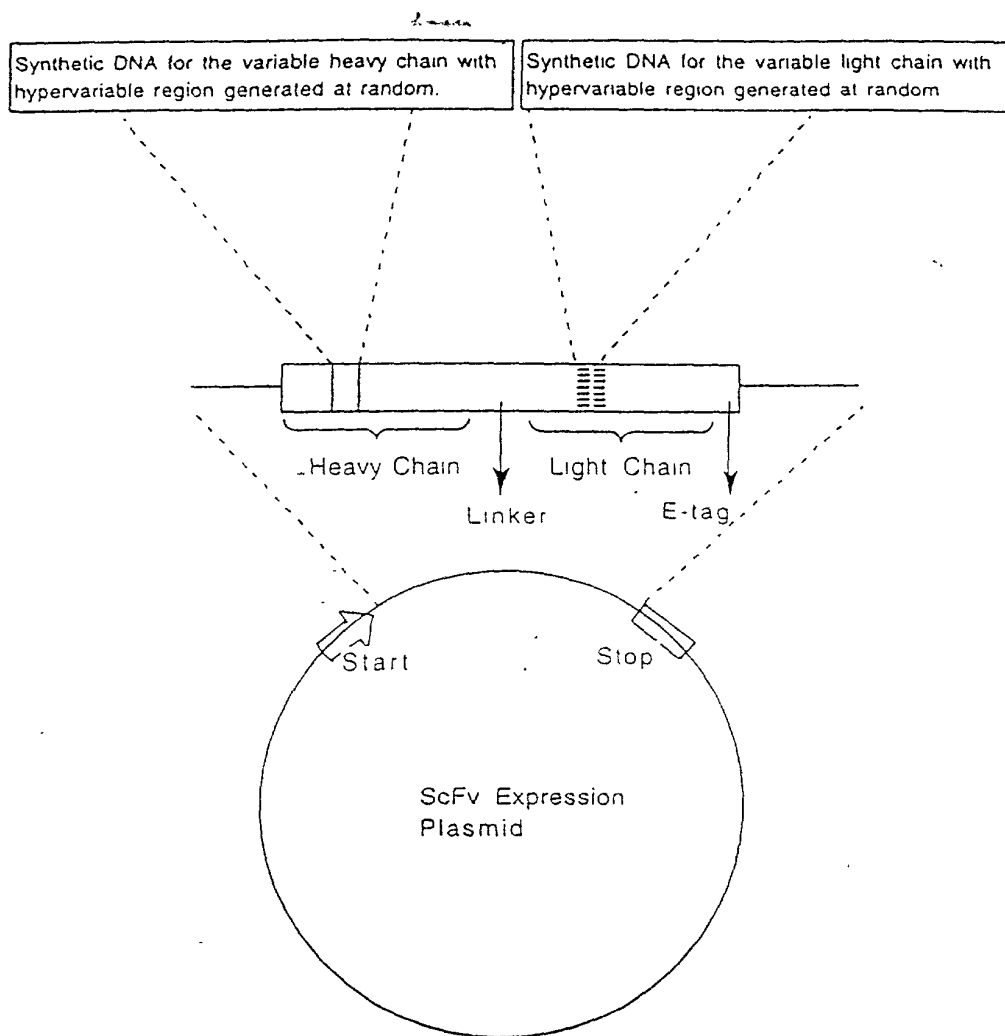 Synthetic DNA for the variable heavy chain with
hypervariable region generated at random.
Synthetic DNA for the variable light chain with
hypervariable region generated at random
Heavy Chain
Light Chain
Linker
E-tag
Start
Stop
ScFv Expression
Plasmid